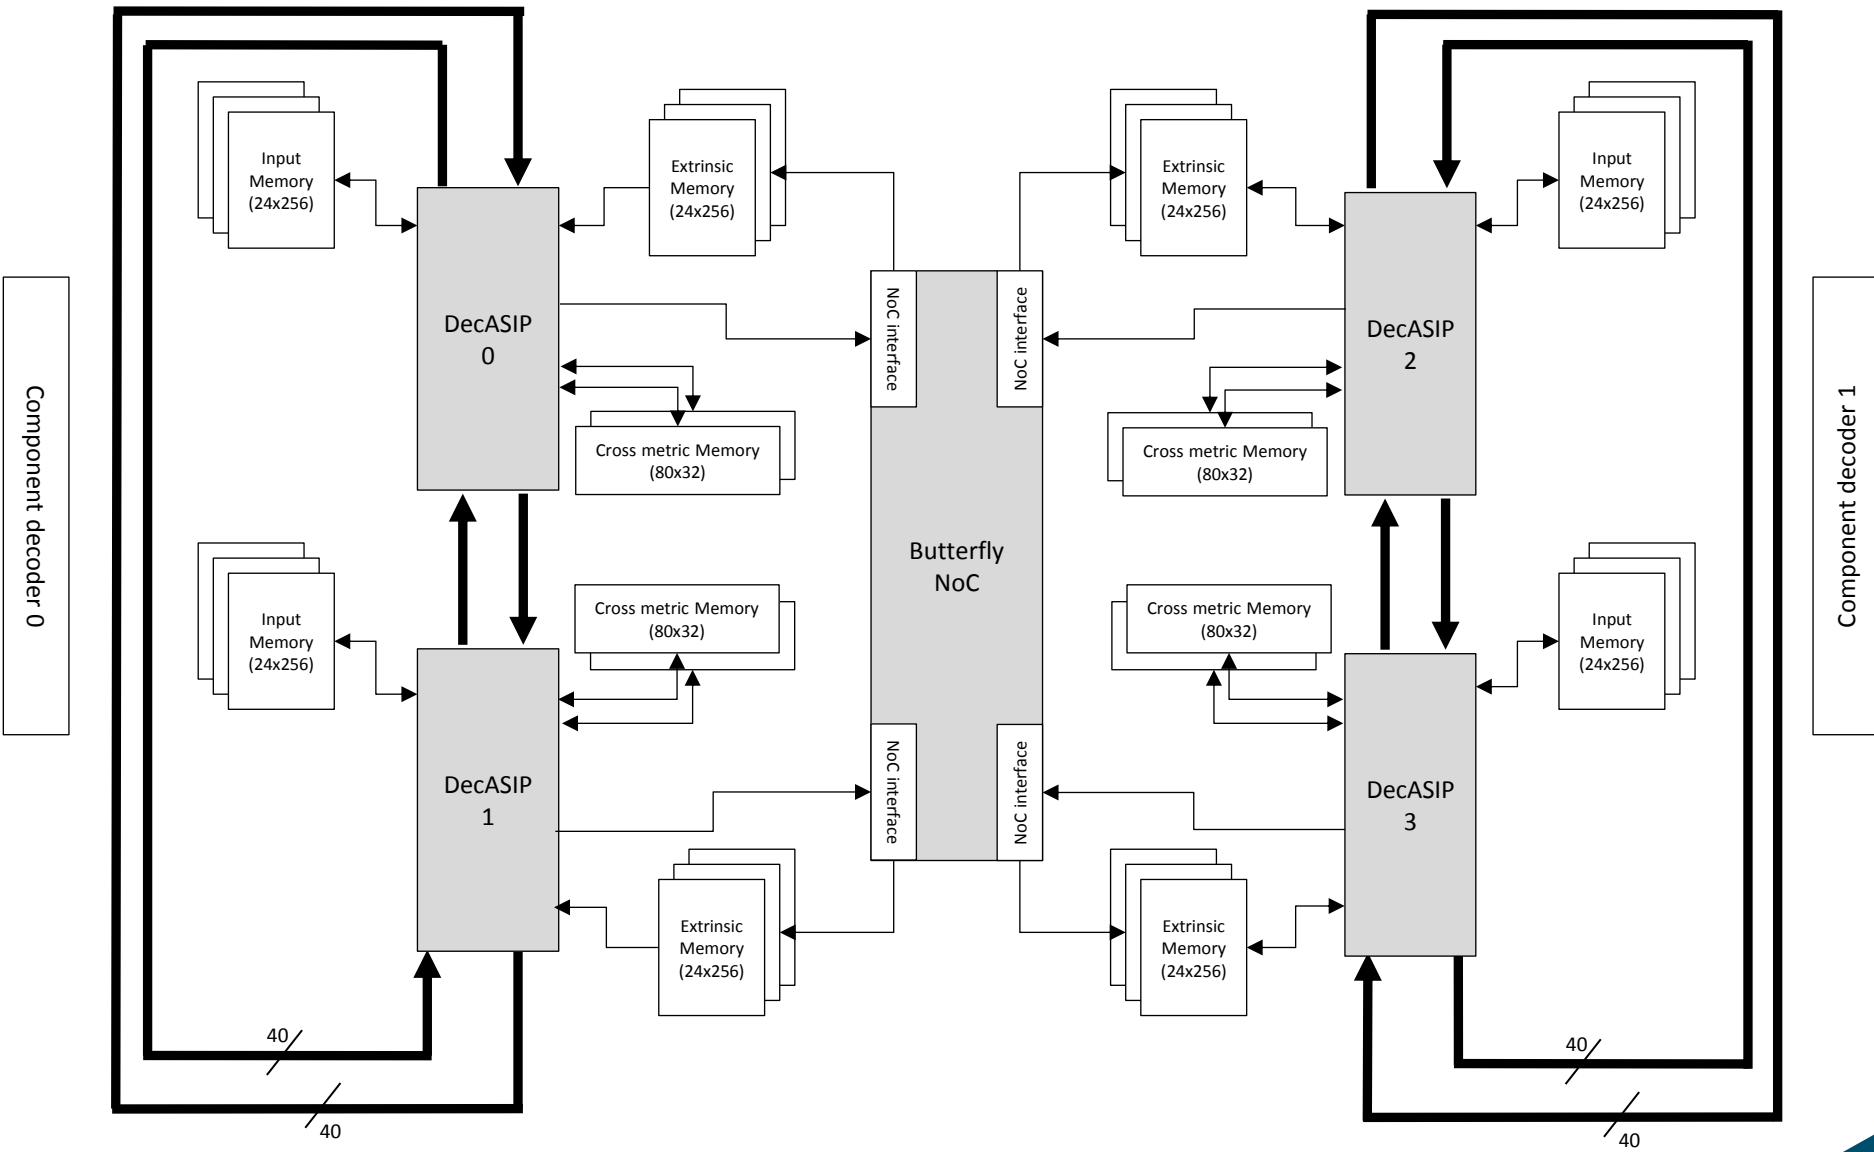 Component decoder 0
Input
Memory
(24x256)
Extrinsic
Memory
(24x256)
DecASIP
0
Cross metric Memory
(80x32)
Input
Memory
(24x256)
Cross metric Memory
(80x32)
DecASIP
1
Extrinsic
Memory
(24x256)
40
40
NoC interface
NoC interface
Butterfly
NoC
NoC interface
NoC interface
Extrinsic
Memory
(24x256)
Input
Memory
(24x256)
DecASIP
2
Cross metric Memory
(80x32)
Cross metric Memory
(80x32)
Input
Memory
(24x256)
DecASIP
3
Extrinsic
Memory
(24x256)
40
40
Component decoder 1